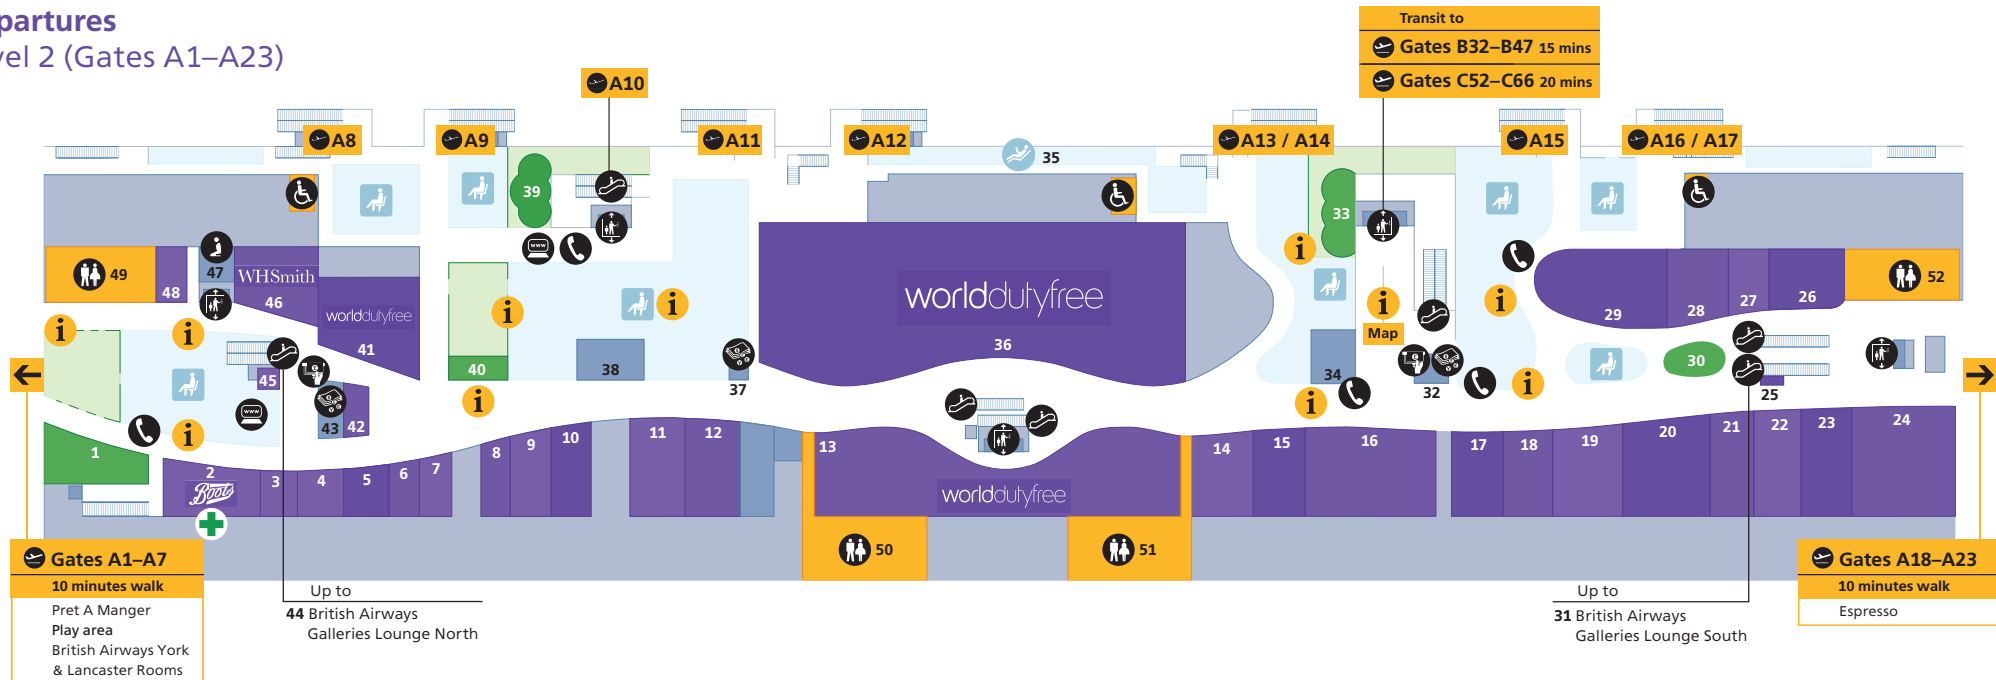 partures
vel 2 (Gates A1–A23)
Transit to
Gates B32–B47 15 mins
Gates C52–C66 20 mins
A10
A8
A9
A11
A12
A13 / A14
A15
A16 / A17
35
39
33
49
48
47
WHSmith
46
worlddutyfree
41
45
43
42
40
38
37
worlddutyfree
36
Map
34
32
29
28
27
26
52
30
25
1
2
Boots
3
4
5
6
7
8
9
10
11
12
13
worlddutyfree
14
15
16
17
18
19
20
21
22
23
24
50
51
www
www
Gates A1–A7
10 minutes walk
Pret A Manger
Play area
British Airways York
& Lancaster Rooms
Up to
44 British Airways
Galleries Lounge North
Up to
31 British Airways
Galleries Lounge South
Gates A18–A23
10 minutes walk
Espresso